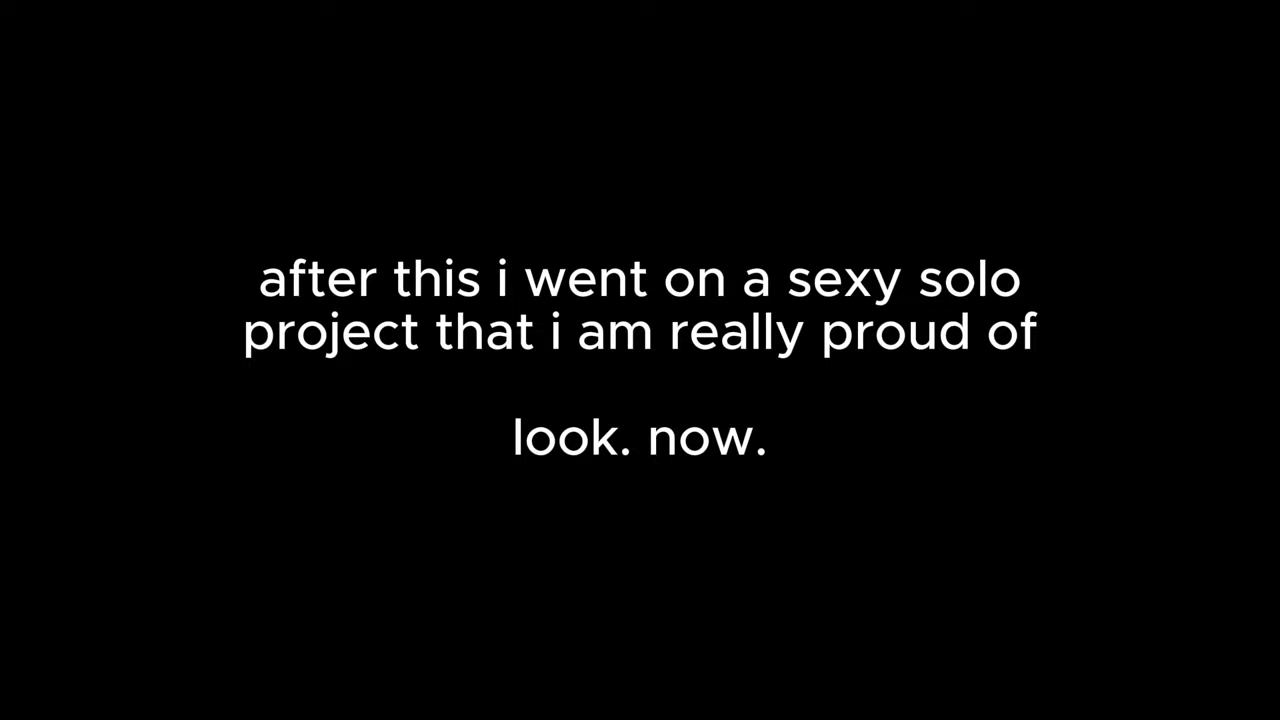 after this i went on a sexy solo
project that i am really proud of
look. now.